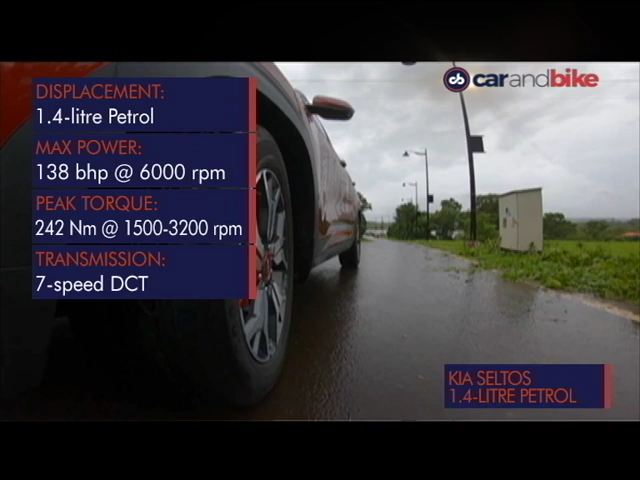 cb carandbike
DISPLACEMENT:
1.4-litre Petrol
MAX POWER:
138 bhp @ 6000 rpm
PEAK TORQUE:
242 Nm @ 1500-3200 rpm
TRANSMISSION:
7-speed DCT
KIA SELTOS
1.4-LITRE PETROL